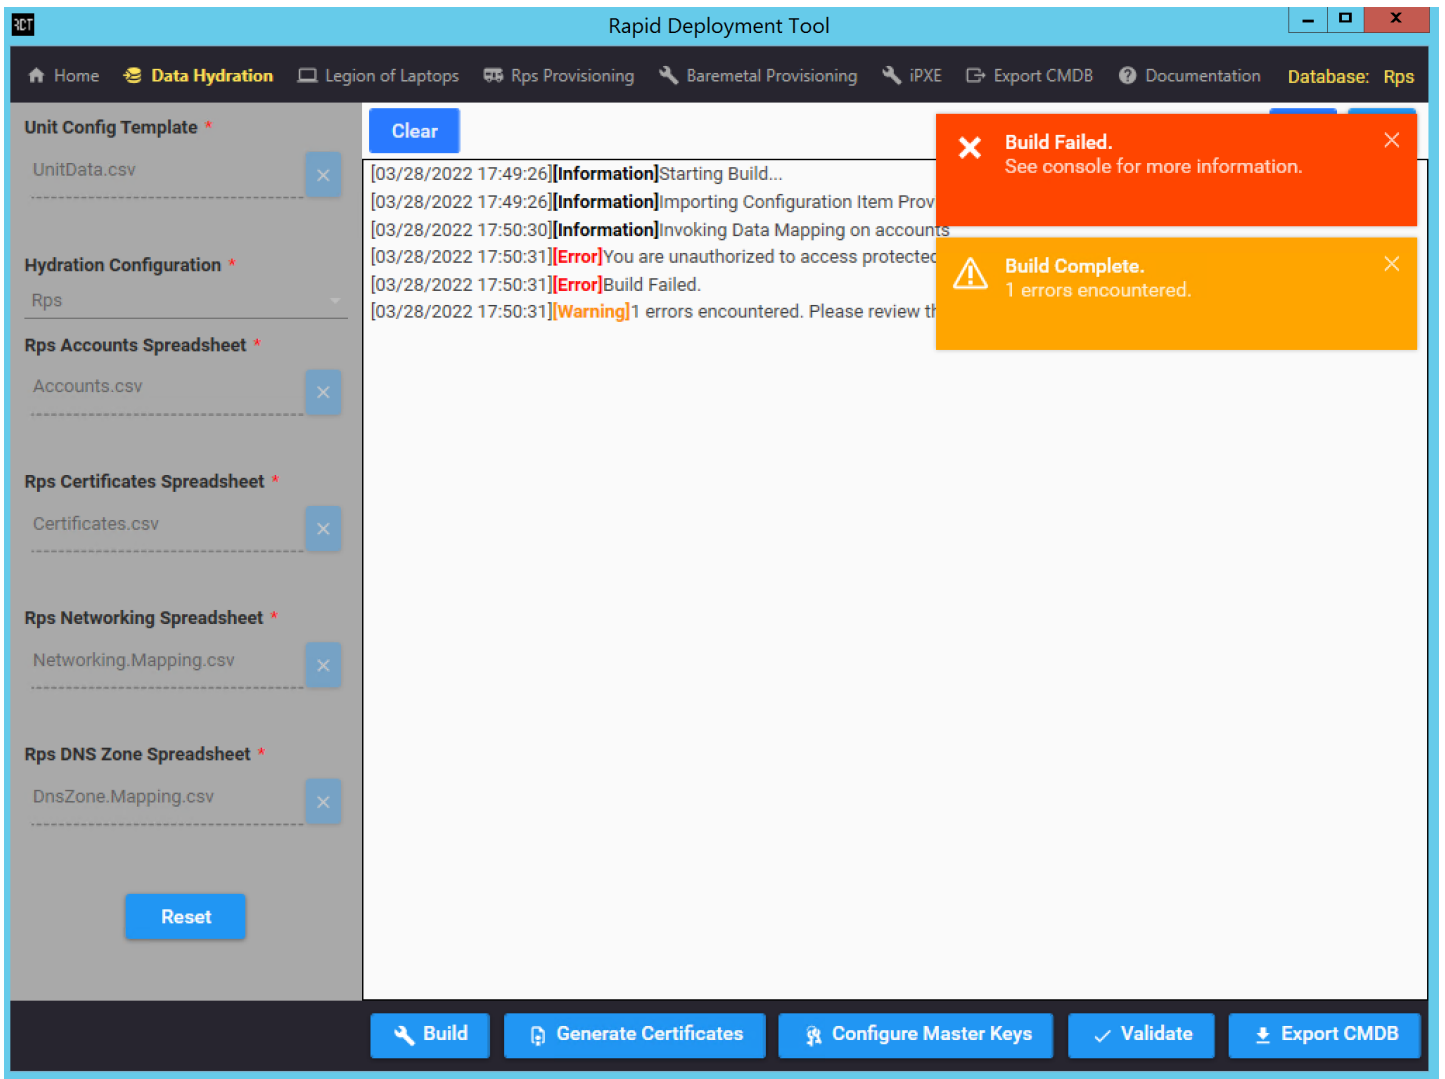 RDT
Rapid Deployment Tool
Home Data Hydration Legion of Laptops Rps Provisioning Baremetal Provisioning iPXE Export CMDB Documentation Database: Rps
Unit Config Template *
UnitData.csv
Hydration Configuration *
Rps
Rps Accounts Spreadsheet *
Accounts.csv
Rps Certificates Spreadsheet *
Certificates.csv
Rps Networking Spreadsheet *
Networking.Mapping.csv
Rps DNS Zone Spreadsheet *
DnsZone.Mapping.csv
Reset
Clear
[03/28/2022 17:49:26][Information]Starting Build...
[03/28/2022 17:49:26][Information]Importing Configuration Item Prov
[03/28/2022 17:50:30][Information]Invoking Data Mapping on accounts
[03/28/2022 17:50:31][Error]You are unauthorized to access protected
[03/28/2022 17:50:31][Error]Build Failed.
[03/28/2022 17:50:31][Warning]1 errors encountered. Please review th
Build Failed.
See console for more information.
Build Complete.
1 errors encountered.
Build Generate Certificates Configure Master Keys Validate Export CMDB